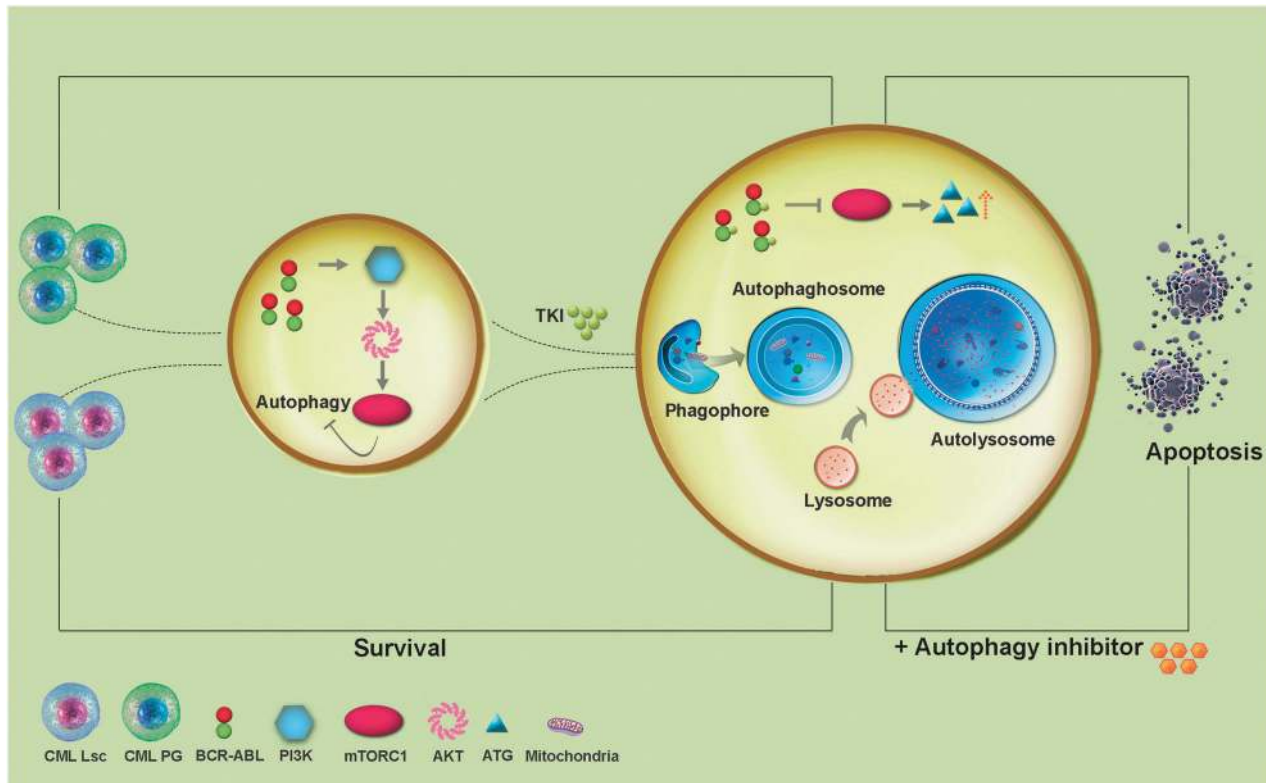 TKI
Autophagy
Autophaghosome
Phagophore
Autolysosome
Lysosome
Apoptosis
Survival
+ Autophagy inhibitor
CML Lsc
CML PG
BCR-ABL
PI3K
mTORC1
AKT
ATG
Mitochondria